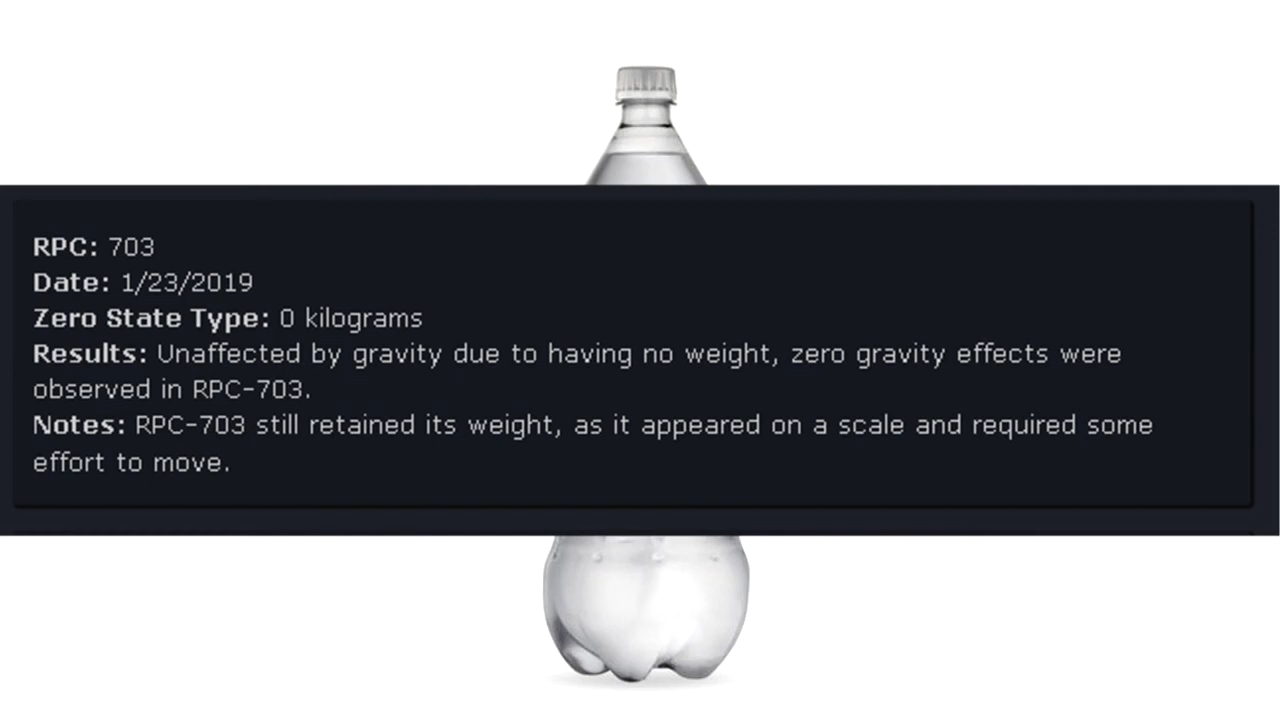 RPC: 703
Date: 1/23/2019
Zero State Type: 0 kilograms
Results: Unaffected by gravity due to having no weight, zero gravity effects were
observed in RPC-703.
Notes: RPC-703 still retained its weight, as it appeared on a scale and required some
effort to move.